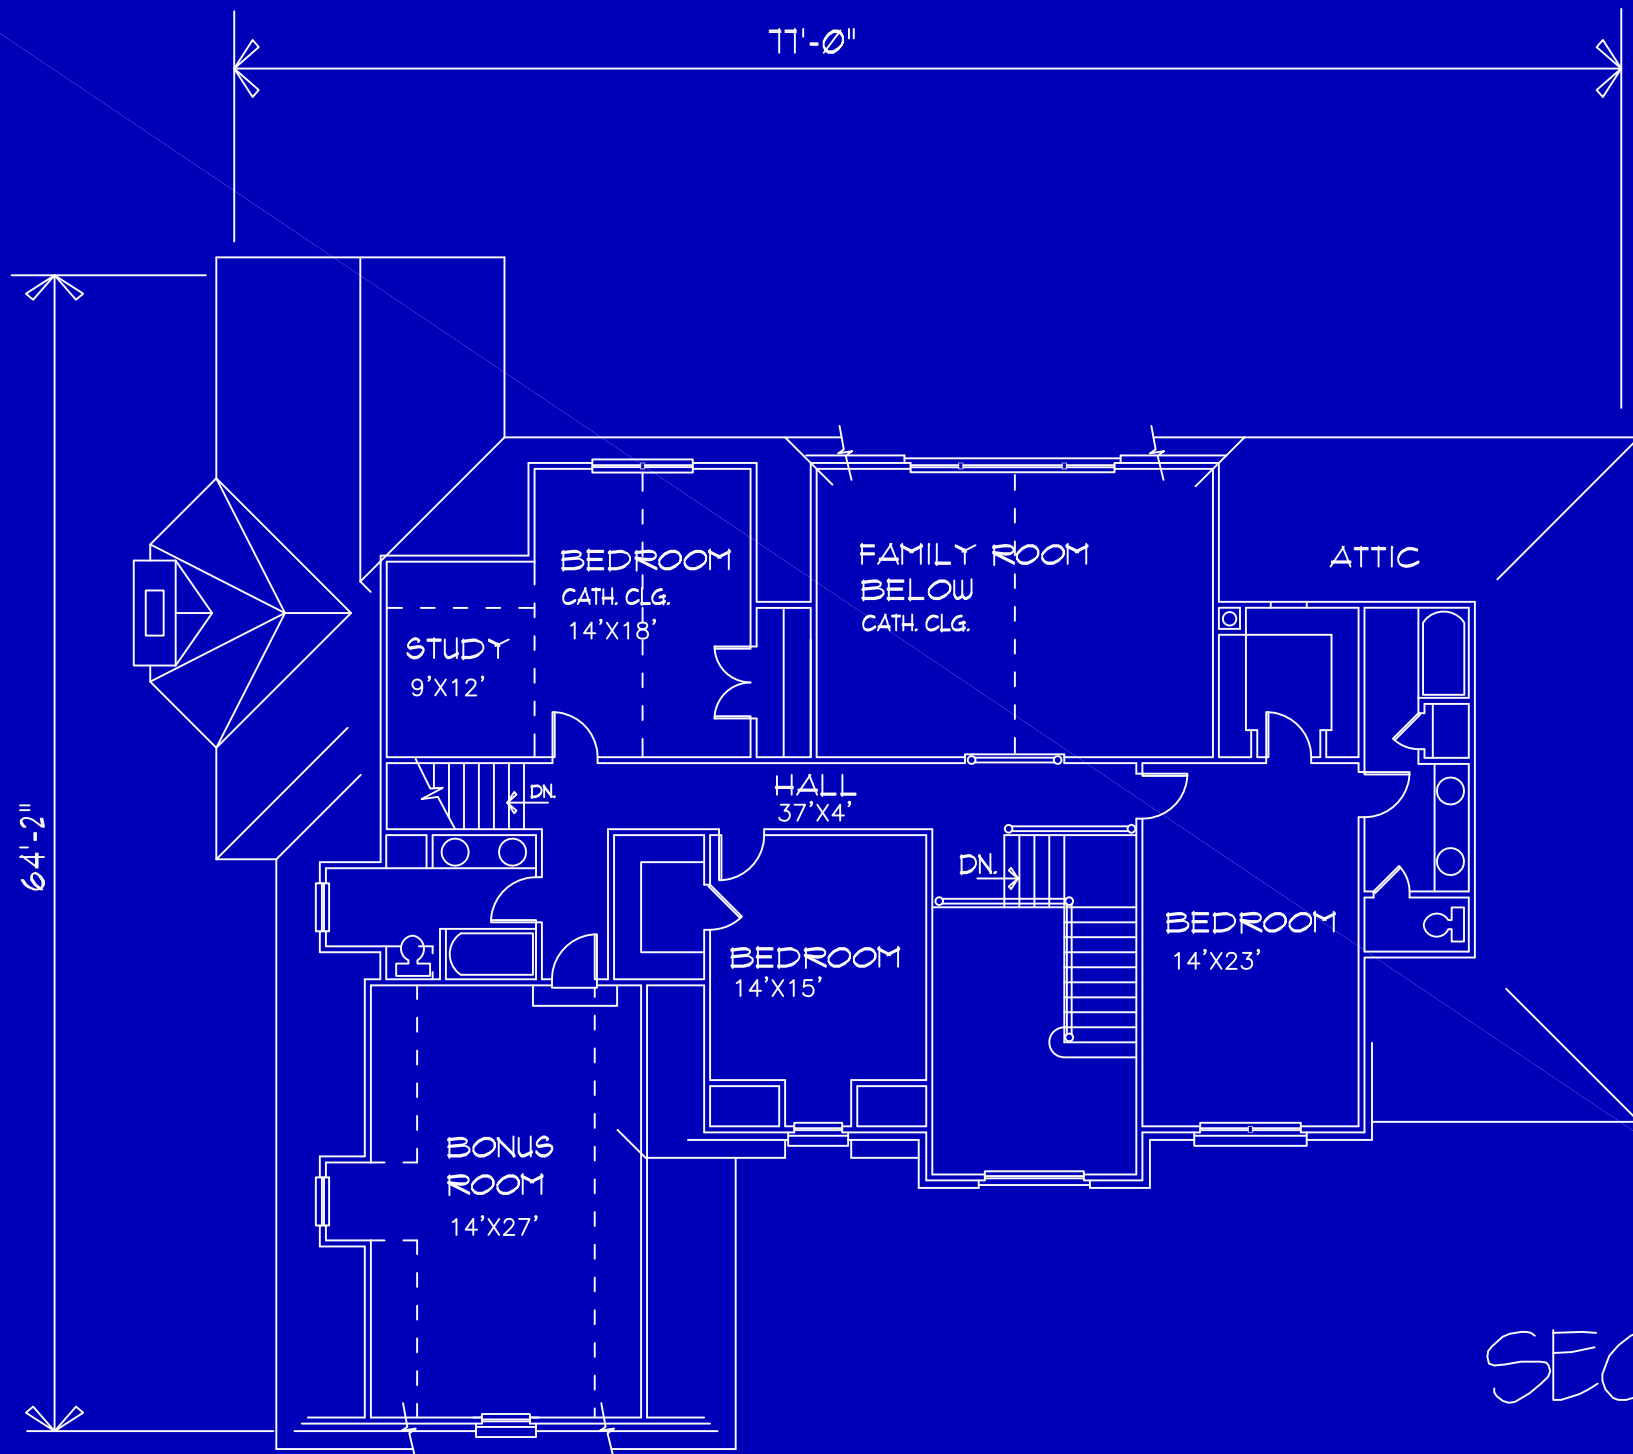 77'-0"
BEDROOM
CATH. CLG.
14'X18'
FAMILY ROOM
BELOW
CATH. CLG.
ATTIC
STUDY
9'X12'
HALL
37'X4'
DN.
DN.
64'-2"
BEDROOM
14'X15'
BEDROOM
14'X23'
BONUS
ROOM
14'X27'
SEC